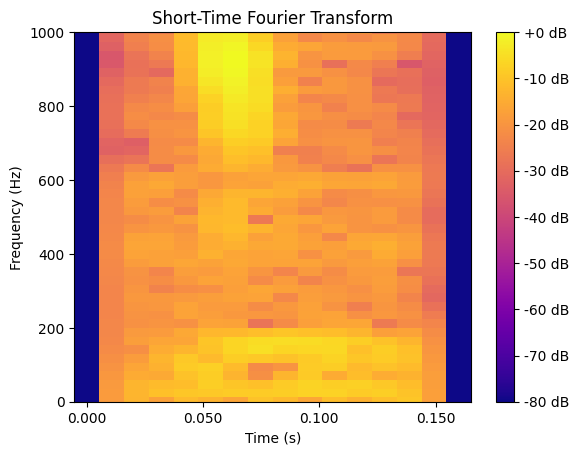 Short-Time Fourier Transform
Frequency (Hz)
1000
800
600
400
200
0
0.000
0.050
0.100
0.150
Time (s)
+0 dB
-10 dB
-20 dB
-30 dB
-40 dB
-50 dB
-60 dB
-70 dB
-80 dB